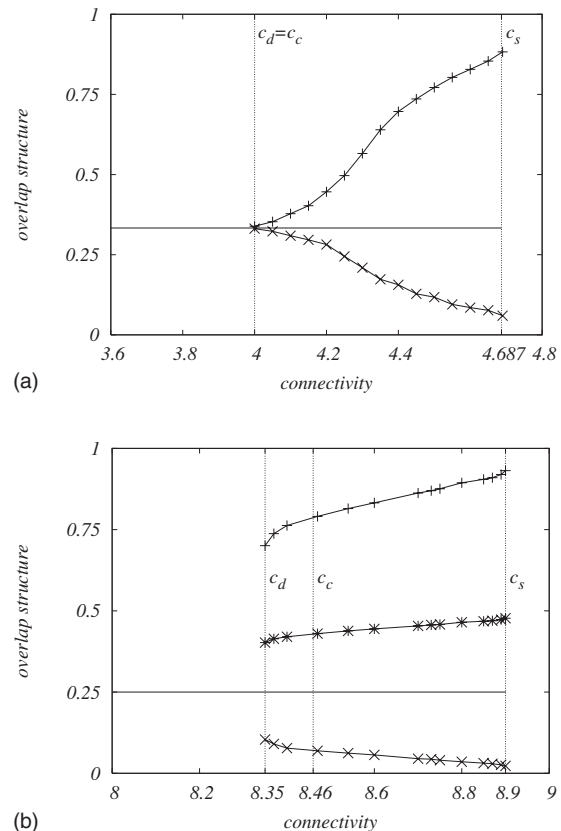 1
c_d=c_c
c_s
0.75
overlap structure
0.5
0.25
0
3.6
3.8
4
4.2
4.4
4.687
4.8
(a)
connectivity
1
0.75
overlap structure
c_d
c_c
c_s
0.5
0.25
0
8
8.2
8.35
8.46
8.6
8.8
8.9
9
(b)
connectivity